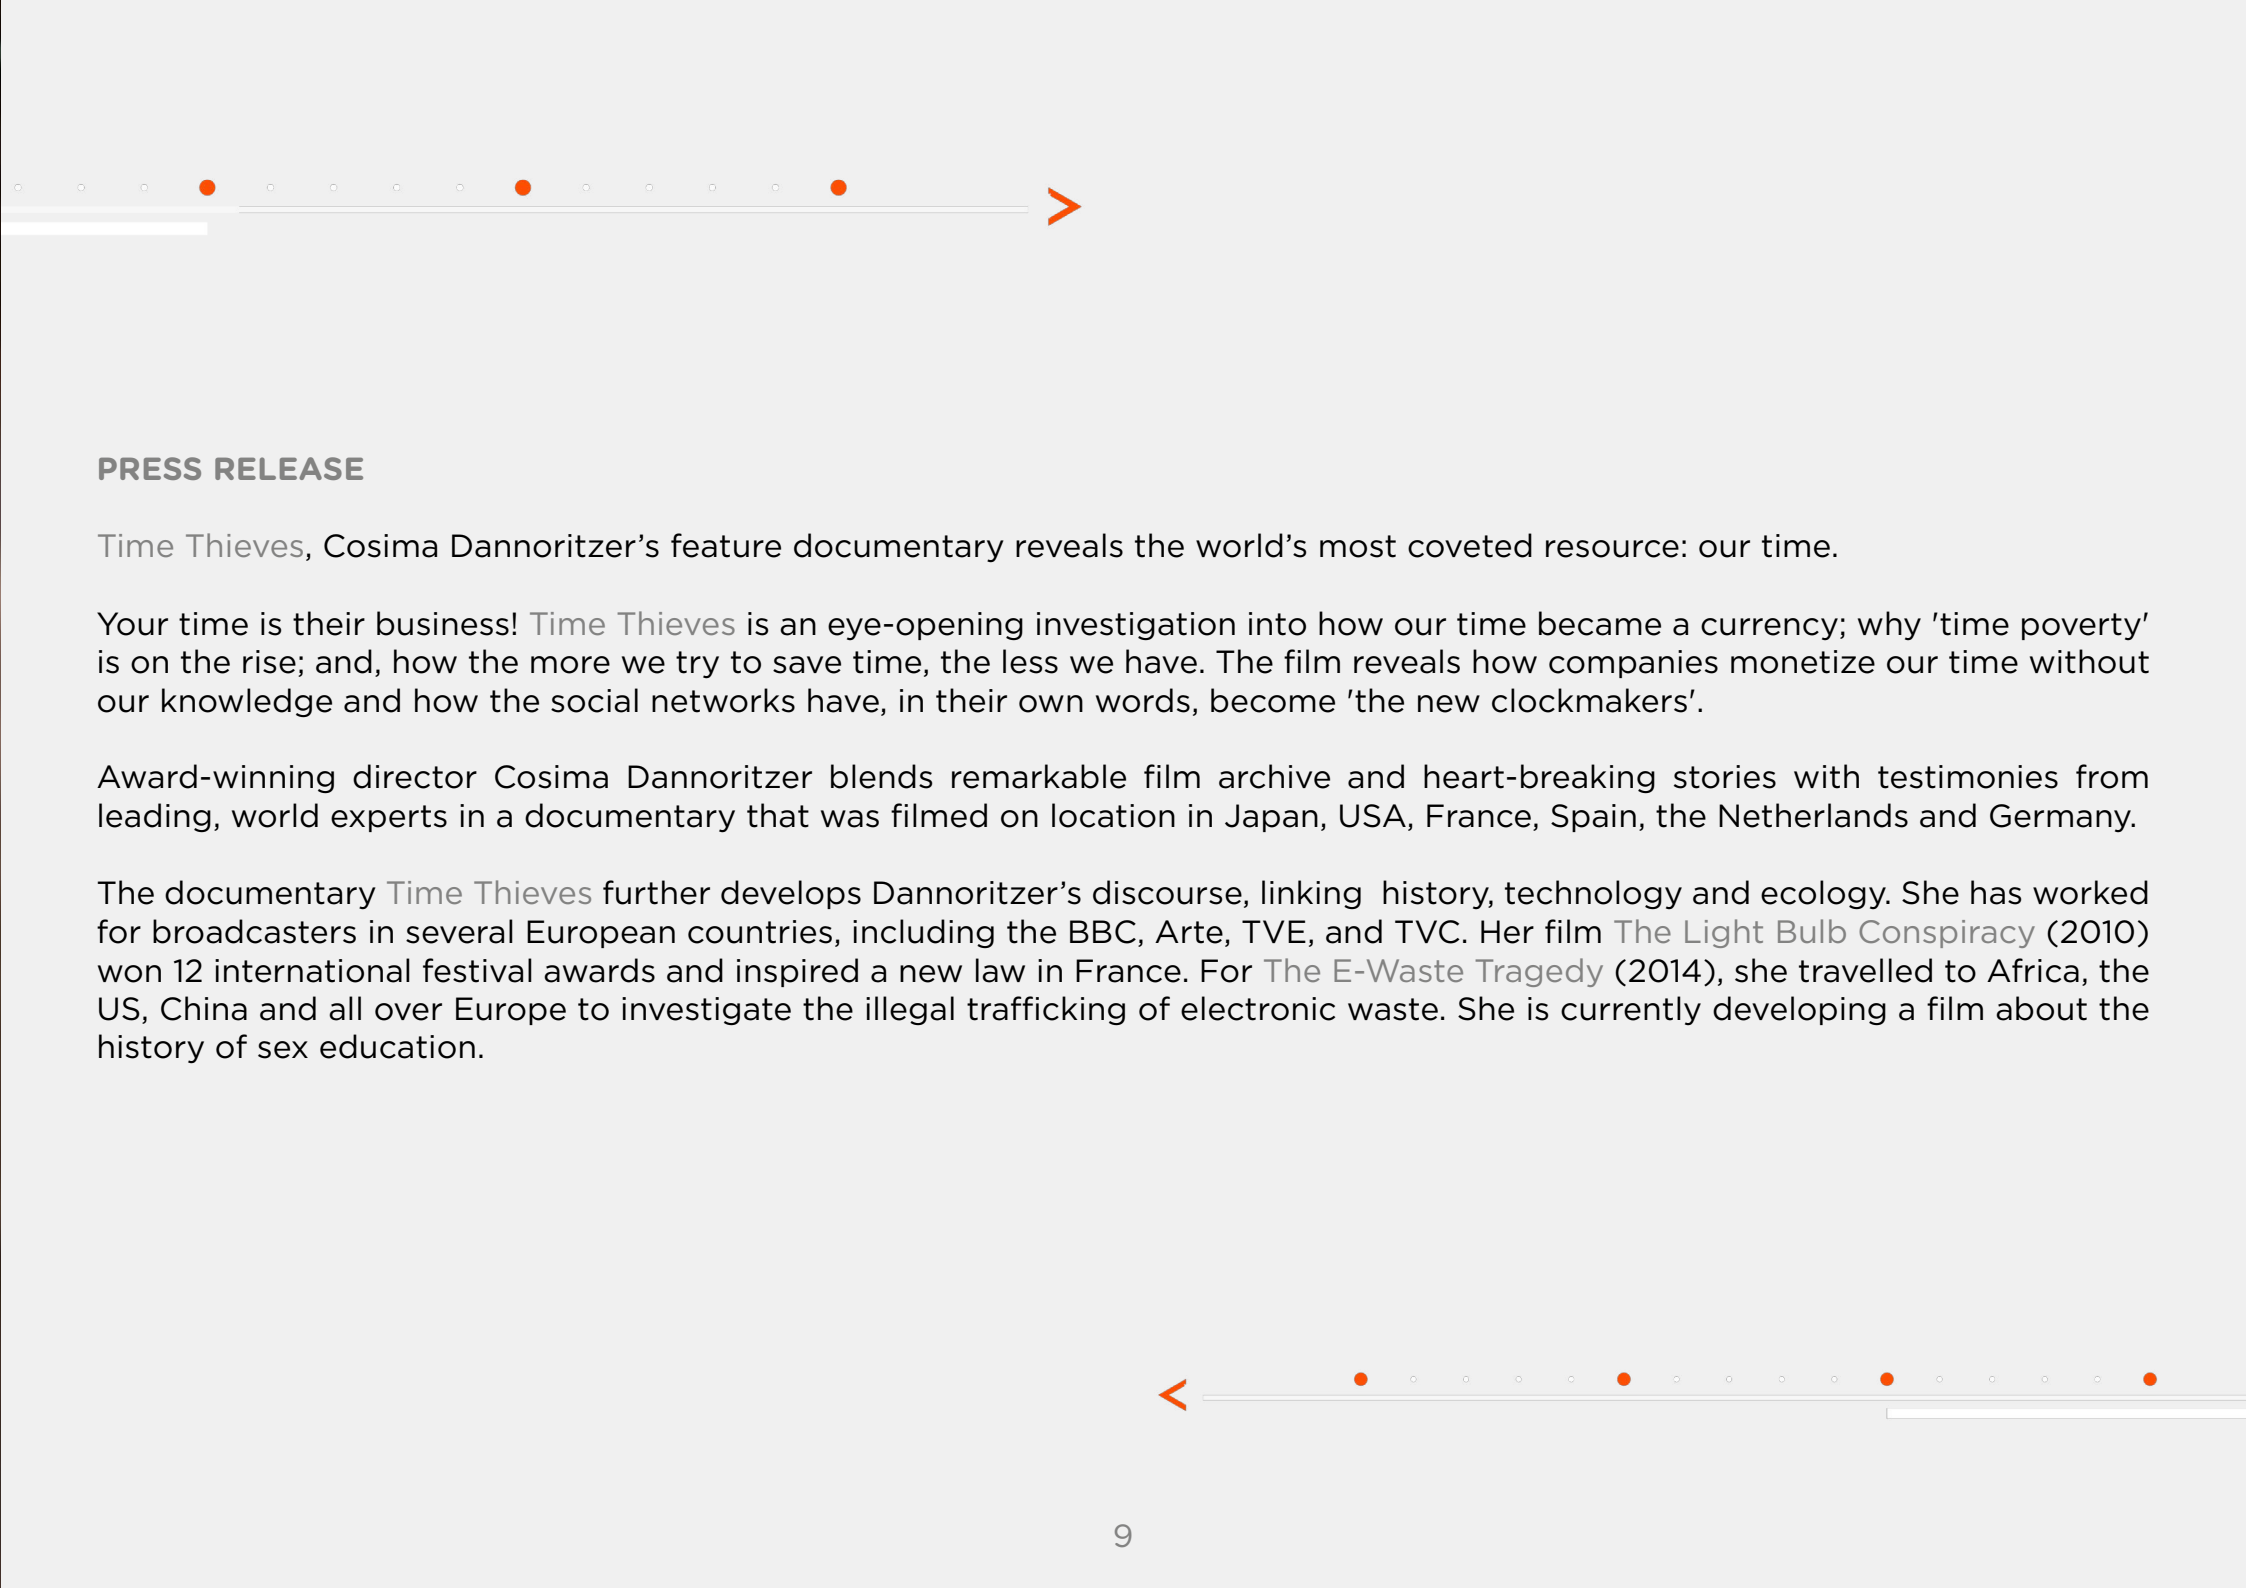 PRESS RELEASE
Time Thieves, Cosima Dannoritzer’s feature documentary reveals the world’s most coveted resource: our time.
Your time is their business! Time Thieves is an eye-opening investigation into how our time became a currency; why 'time poverty'
is on the rise; and, how the more we try to save time, the less we have. The film reveals how companies monetize our time without
our knowledge and how the social networks have, in their own words, become 'the new clockmakers'.
Award-winning director Cosima Dannoritzer blends remarkable film archive and heart-breaking stories with testimonies from
leading, world experts in a documentary that was filmed on location in Japan, USA, France, Spain, the Netherlands and Germany.
The documentary Time Thieves further develops Dannoritzer’s discourse, linking  history, technology and ecology. She has worked
for broadcasters in several European countries, including the BBC, Arte, TVE, and TVC. Her film The Light Bulb Conspiracy (2010)
won 12 international festival awards and inspired a new law in France. For The E-Waste Tragedy (2014), she travelled to Africa, the
US, China and all over Europe to investigate the illegal trafficking of electronic waste. She is currently developing a film about the
history of sex education.
9